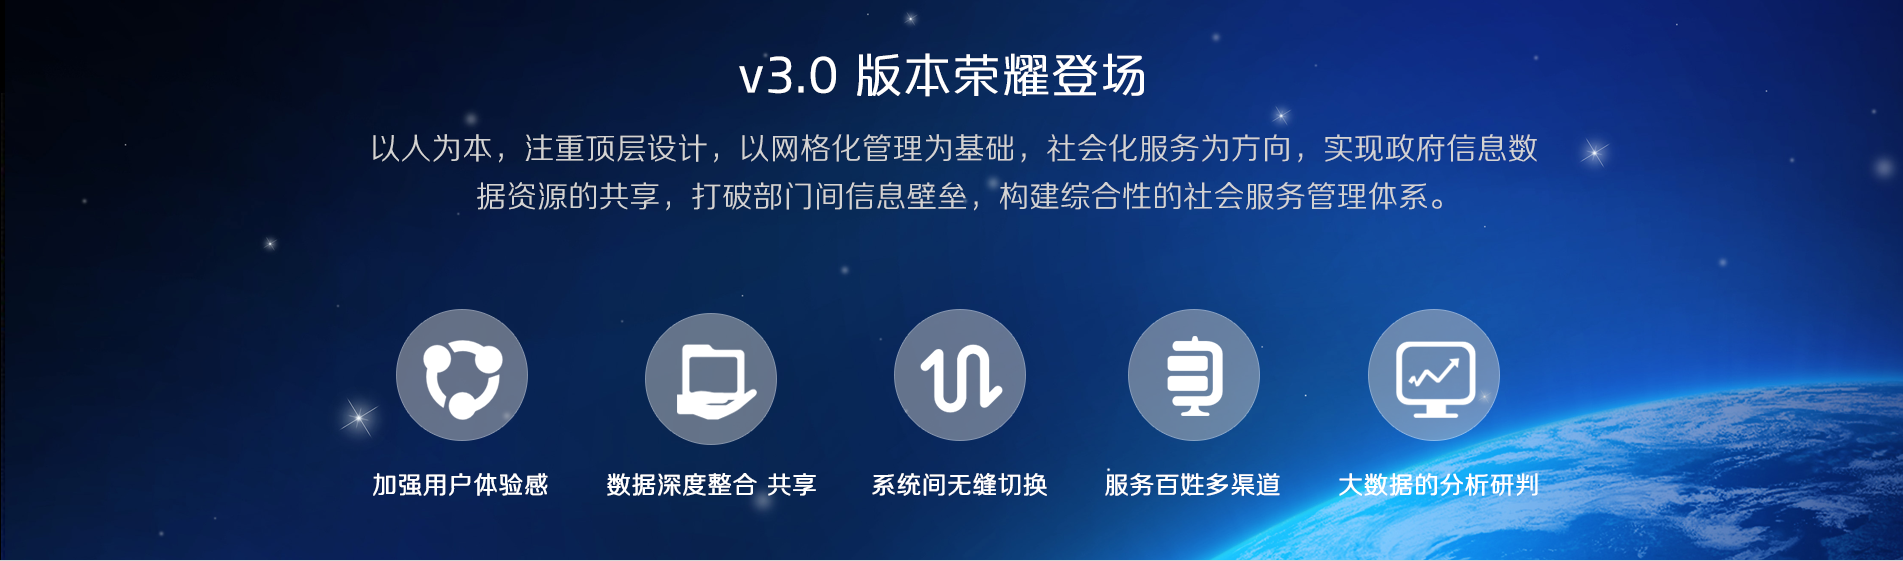 v3.0 版本荣耀登场
以人为本，注重顶层设计，以网格化管理为基础，社会化服务为方向，实现政府信息数
据资源的共享，打破部门间信息壁垒，构建综合性的社会服务管理体系。
加强用户体验感
数据深度整合 共享
系统间无缝切换
服务百姓多渠道
大数据的分析研判